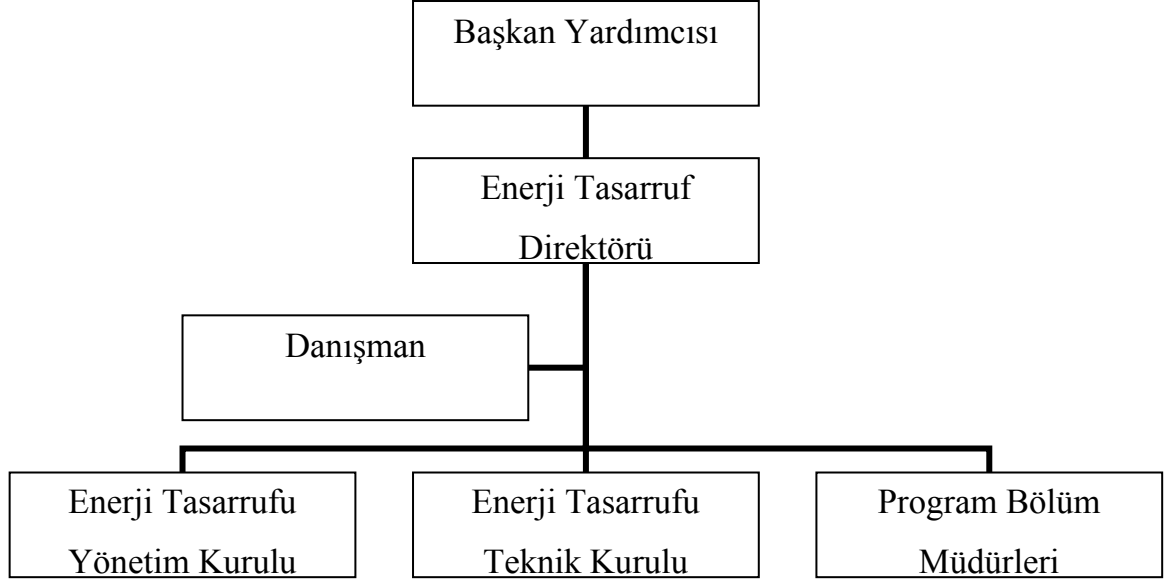 Başkan Yardımcısı
Enerji Tasarruf
Direktörü
Danışman
Enerji Tasarrufu
Yönetim Kurulu
Enerji Tasarrufu
Teknik Kurulu
Program Bölüm
Müdürleri